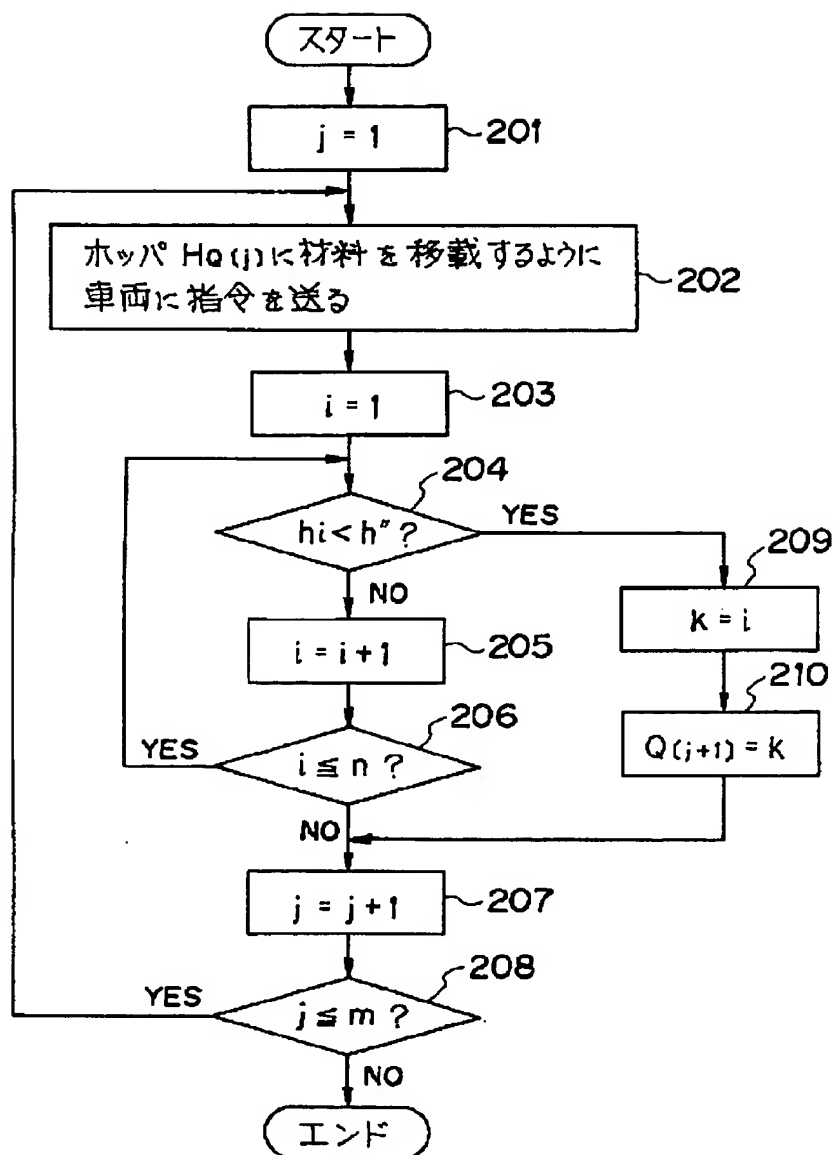 スタート
j = 1
201
ホッパ HQ(j)に材料を移載するように
車両に指令を送る
202
i = 1
203
204
hi < h" ?
YES
NO
209
k = i
i = i + 1
205
210
Q(j+1) = k
206
YES
i ≦ n ?
NO
j = j + 1
207
208
YES
j ≦ m ?
NO
エンド